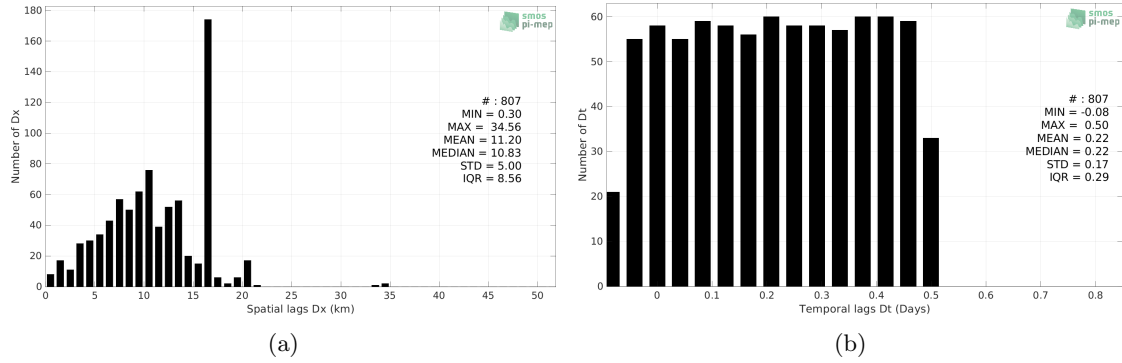 180
160
140
120
100
80
60
40
20
0
Number of Dx
0 5 10 15 20 25 30 35 40 45 50
Spatial lags Dx (km)
smos
pi-mep
# : 807
MIN = 0.30
MAX = 34.56
MEAN = 11.20
MEDIAN = 10.83
STD = 5.00
IQR = 8.56
(a)
60
50
40
30
20
10
0
Number of Dt
0 0.1 0.2 0.3 0.4 0.5 0.6 0.7 0.8
Temporal lags Dt (Days)
smos
pi-mep
# : 807
MIN = -0.08
MAX = 0.50
MEAN = 0.22
MEDIAN = 0.22
STD = 0.17
IQR = 0.29
(b)